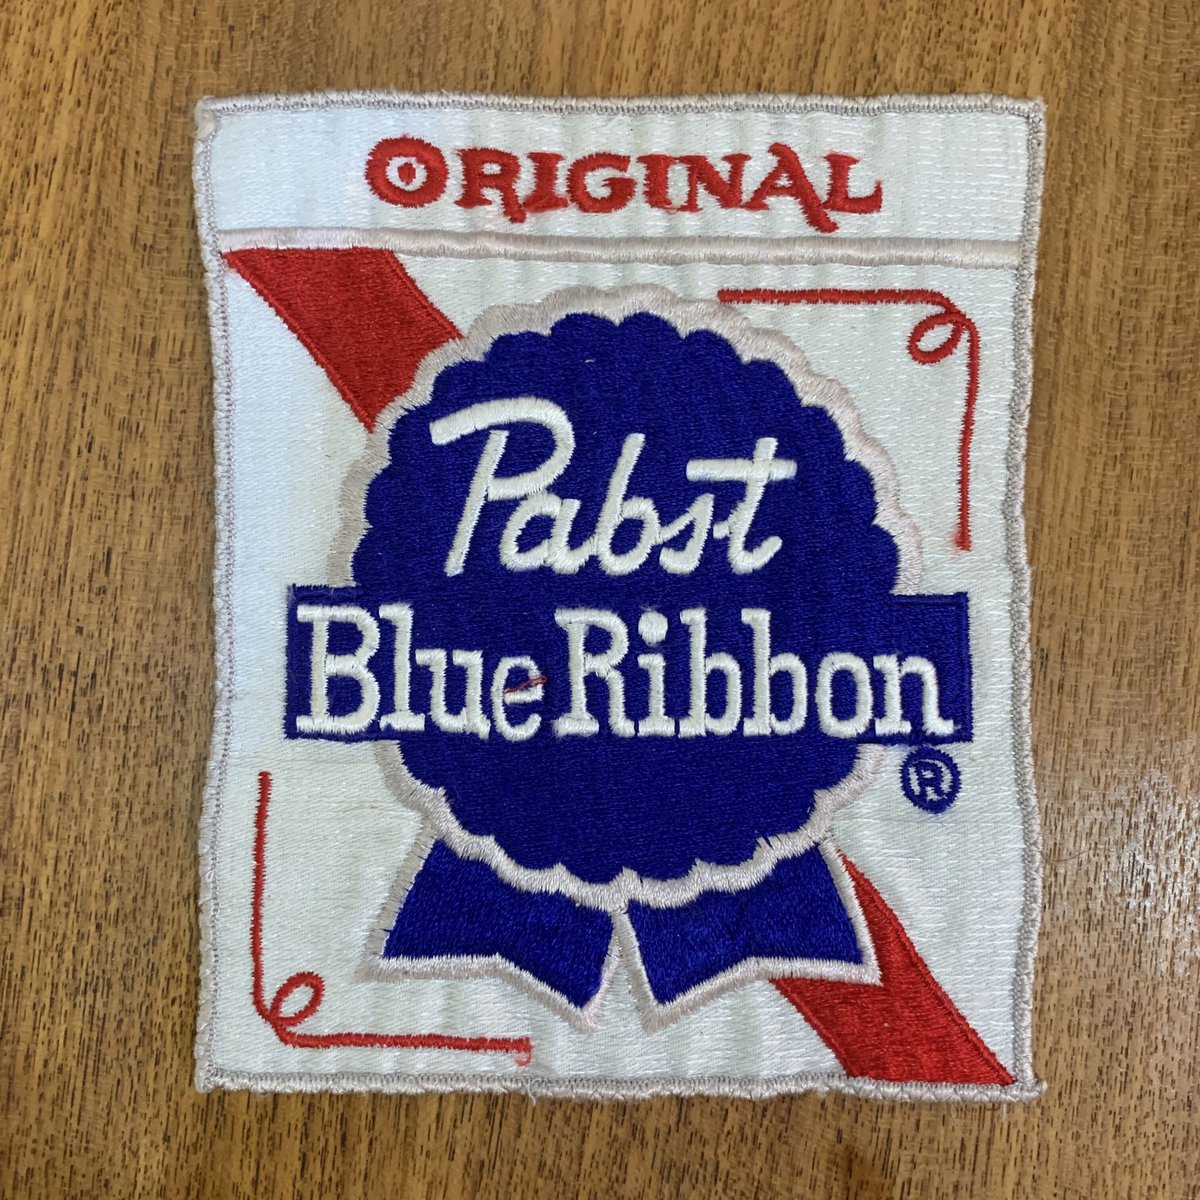 ORIGINAL
Pabst
Blue Ribbon
®